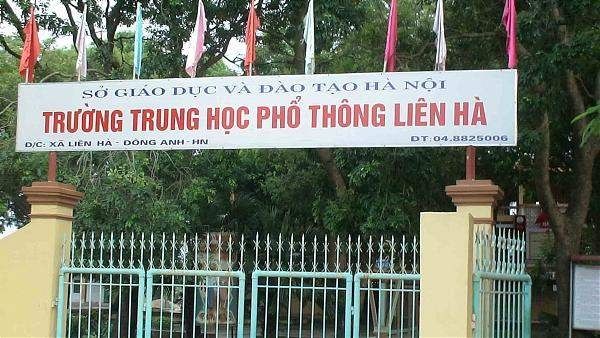 SỞ GIÁO DỤC VÀ ĐÀO TẠO HÀ NỘI
TRƯỜNG TRUNG HỌC PHỔ THÔNG LIÊN HÀ
Đ/C: XÃ LIÊN HÀ - ĐÔNG ANH-HN ĐT: 04.8825006